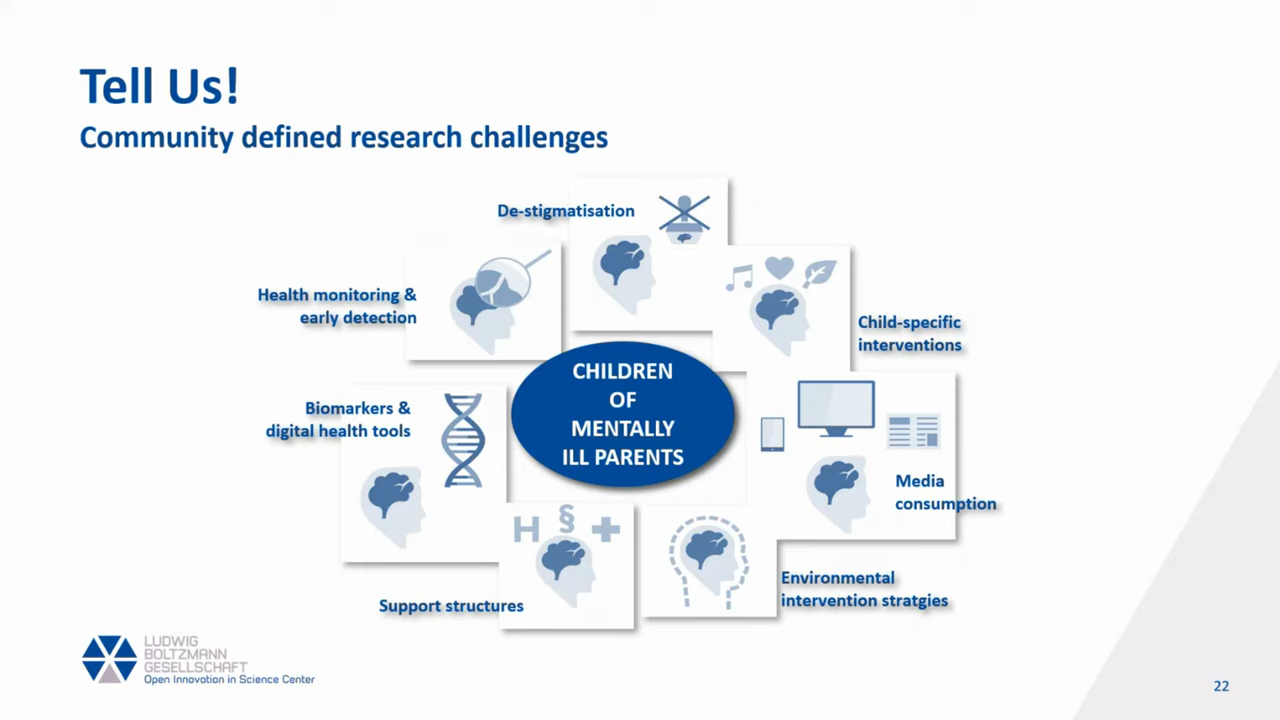 Tell Us!
Community defined research challenges
De-stigmatisation
Health monitoring &
early detection
Child-specific
interventions
CHILDREN
OF
MENTALLY
ILL PARENTS
Biomarkers &
digital health tools
Media
consumption
H § +
Environmental
intervention stratgies
Support structures
LUDWIG
BOLTZMANN
GESELLSCHAFT
Open Innovation in Science Center
22